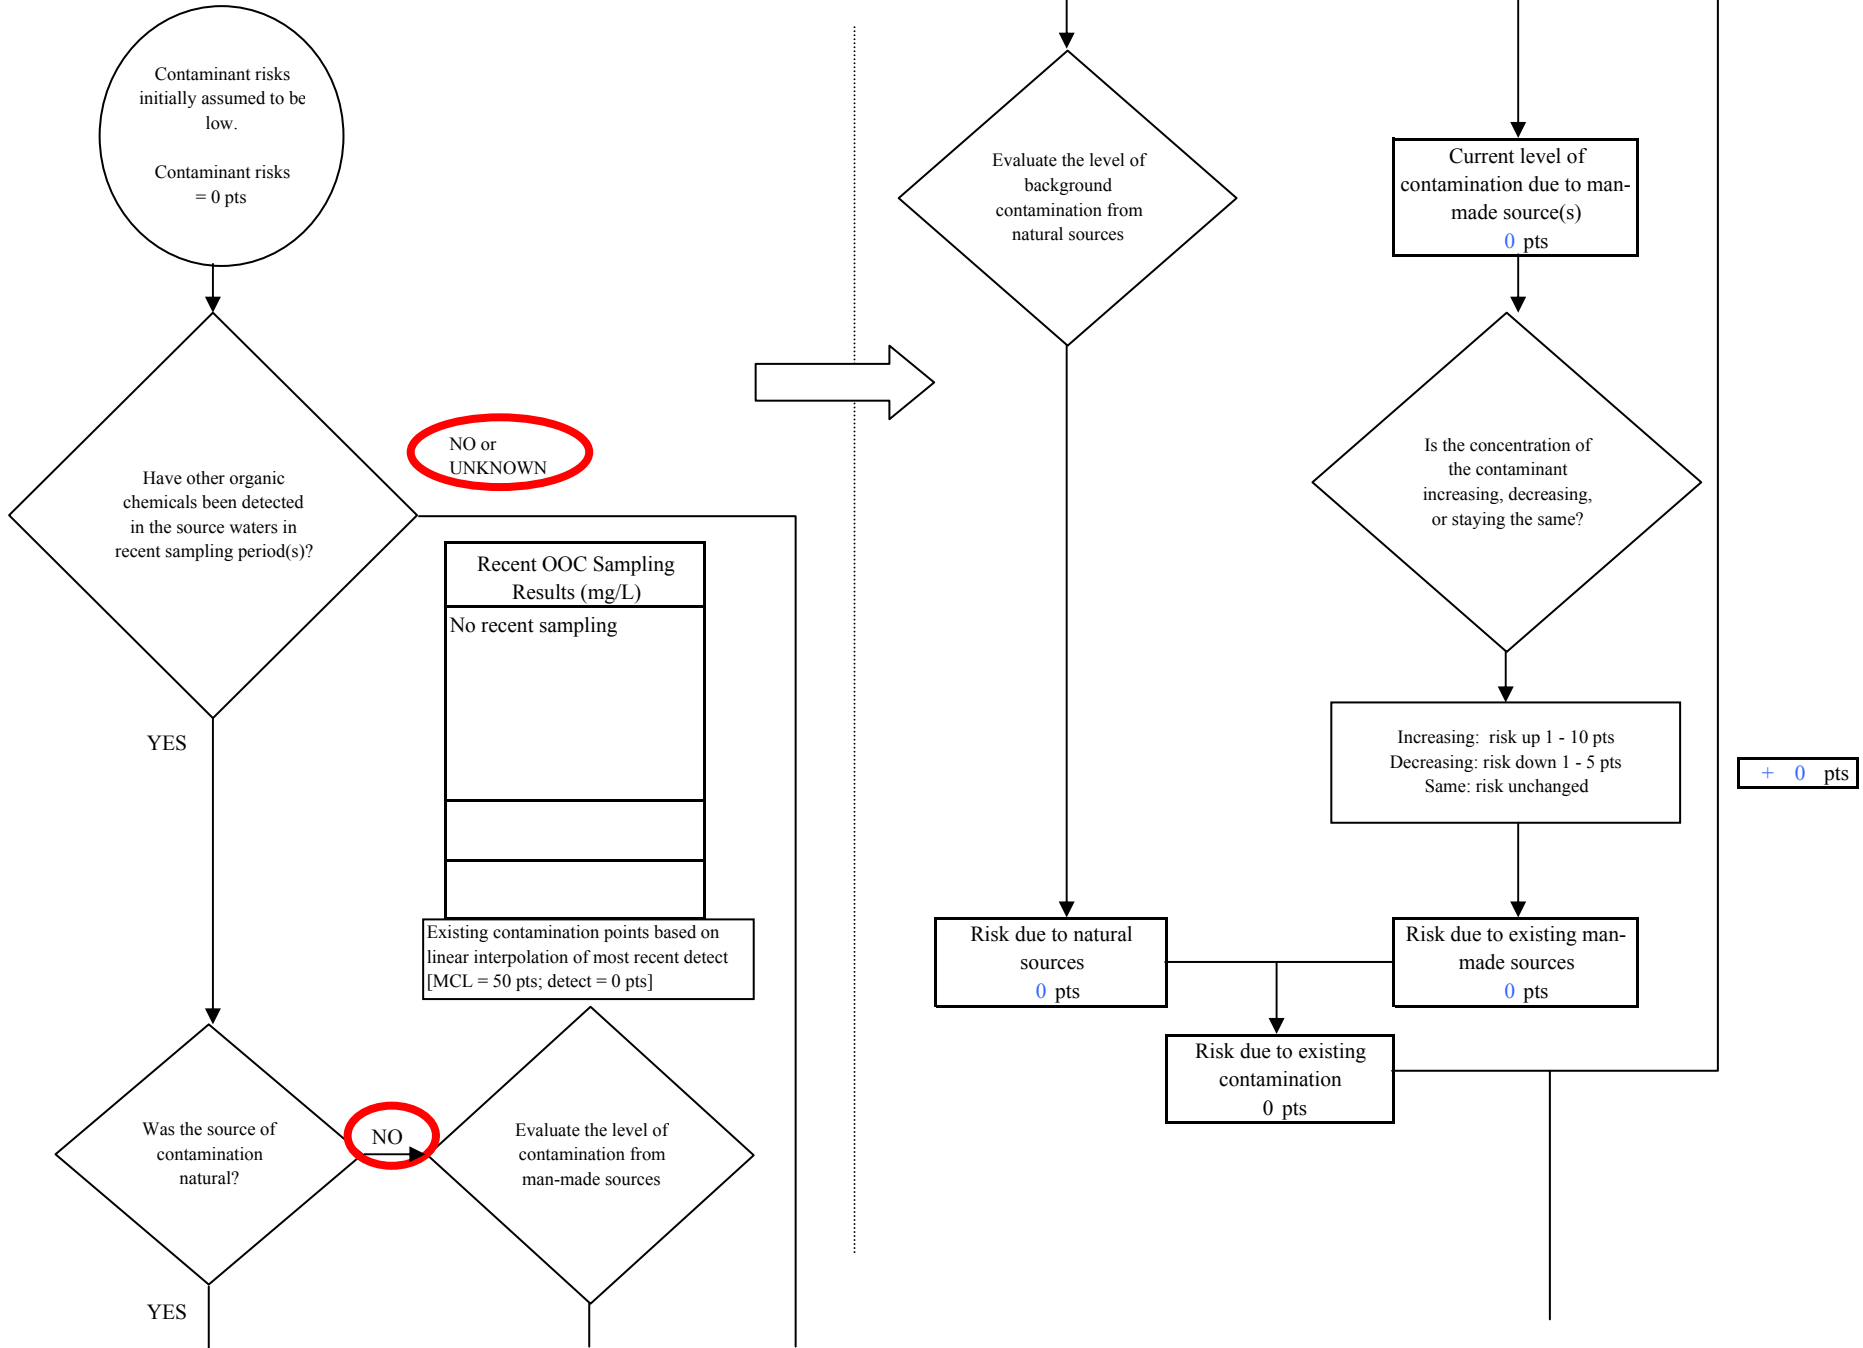 Contaminant risks
initially assumed to be
low.
Contaminant risks
= 0 pts
Have other organic
chemicals been detected
in the source waters in
recent sampling period(s)?
NO or
UNKNOWN
YES
Recent OOC Sampling
Results (mg/L)
No recent sampling
Existing contamination points based on
linear interpolation of most recent detect
[MCL = 50 pts; detect = 0 pts]
Was the source of
contamination
natural?
NO
Evaluate the level of
contamination from
man-made sources
YES
Evaluate the level of
background
contamination from
natural sources
Current level of
contamination due to man-
made source(s)
0 pts
Is the concentration of
the contaminant
increasing, decreasing,
or staying the same?
Increasing: risk up 1 - 10 pts
Decreasing: risk down 1 - 5 pts
Same: risk unchanged
+ 0 pts
Risk due to natural
sources
0 pts
Risk due to existing man-
made sources
0 pts
Risk due to existing
contamination
0 pts